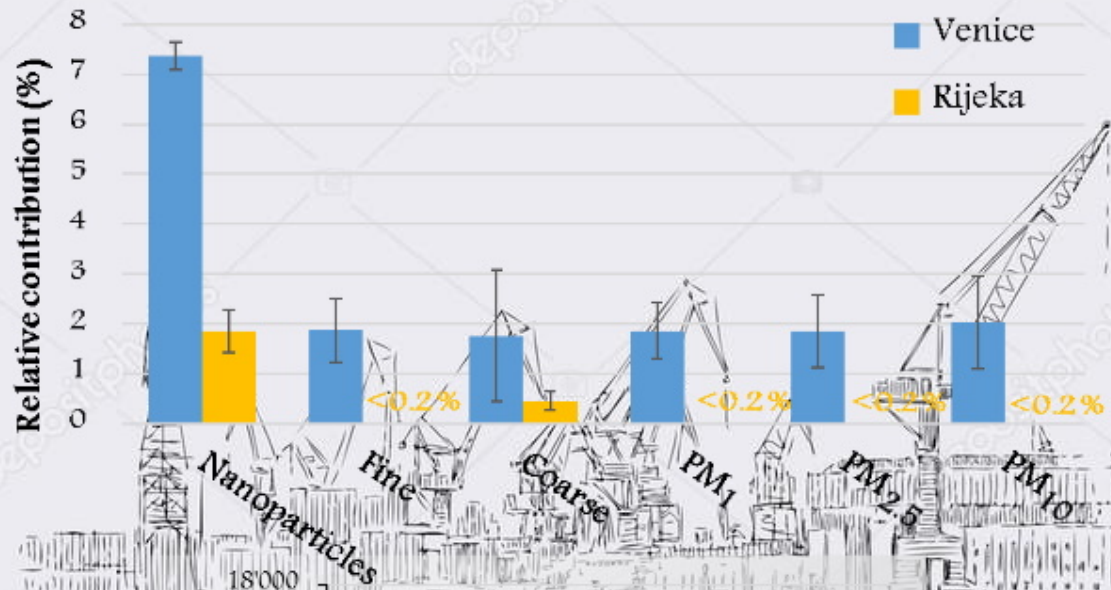 Relative contribution (%)
8
7
6
5
4
3
2
1
0
Venice
Rijeka
<0.2%
<0.2%
<0.2%
<0.2%
Nanoparticles
Fine
Coarse
PM1
PM2.5
PM10
18'000
depositphotos